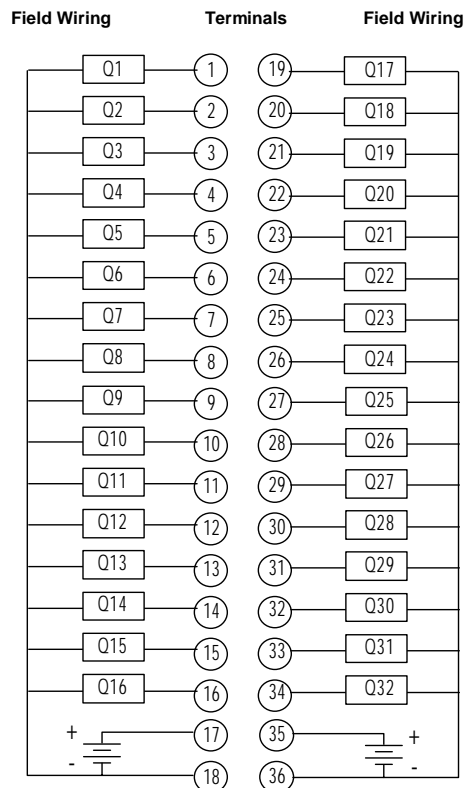 Field Wiring Terminals Field Wiring
Q1 1 19 Q17
Q2 2 20 Q18
Q3 3 21 Q19
Q4 4 22 Q20
Q5 5 23 Q21
Q6 6 24 Q22
Q7 7 25 Q23
Q8 8 26 Q24
Q9 9 27 Q25
Q10 10 28 Q26
Q11 11 29 Q27
Q12 12 30 Q28
Q13 13 31 Q29
Q14 14 32 Q30
Q15 15 33 Q31
Q16 16 34 Q32
+ 17 35 +
- 18 36 -